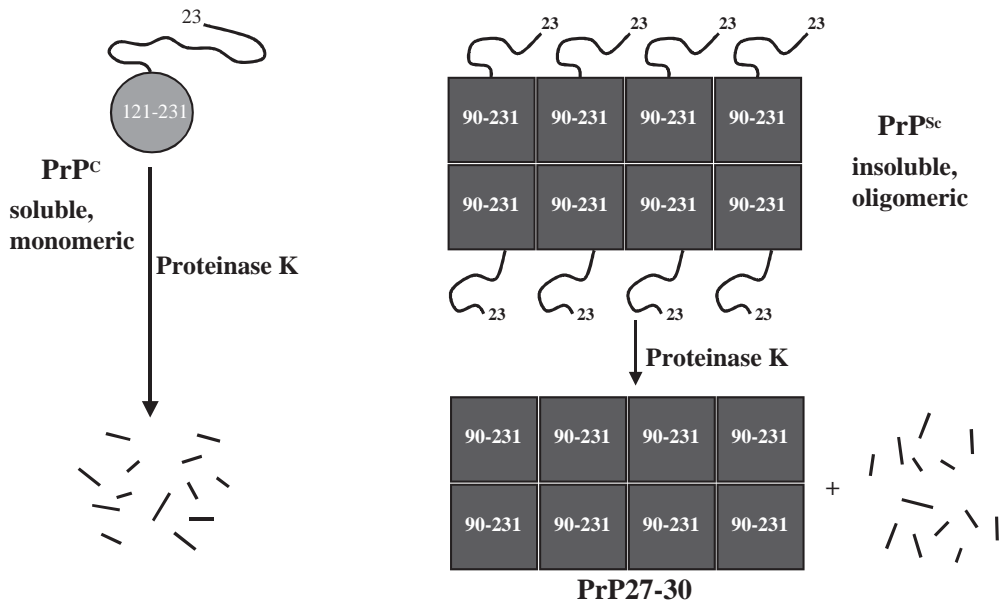 23
121-231
PrPC
soluble,
monomeric
Proteinase K
23 23 23 23
90-231 90-231 90-231 90-231
90-231 90-231 90-231 90-231
23 23 23 23
PrPSc
insoluble,
oligomeric
Proteinase K
90-231 90-231 90-231 90-231
90-231 90-231 90-231 90-231
+
PrP27-30